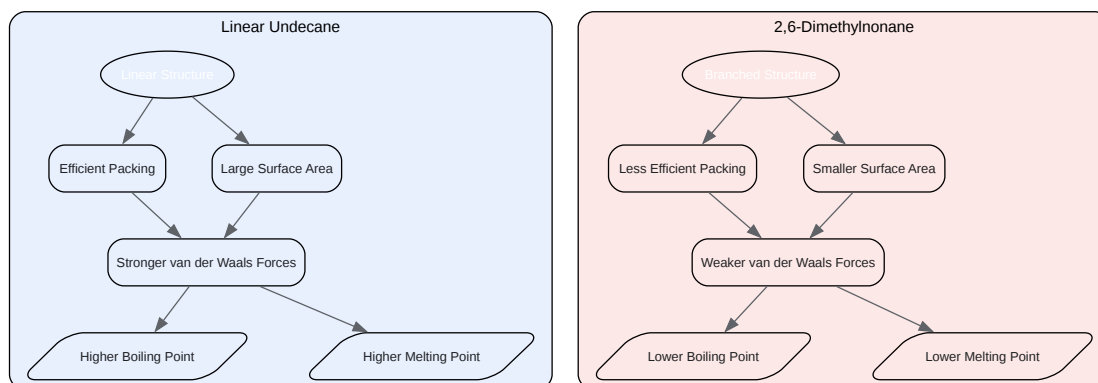 Linear Undecane
Linear Structure
Efficient Packing
Large Surface Area
Stronger van der Waals Forces
Higher Boiling Point
Higher Melting Point
2,6-Dimethylnonane
Branched Structure
Less Efficient Packing
Smaller Surface Area
Weaker van der Waals Forces
Lower Boiling Point
Lower Melting Point